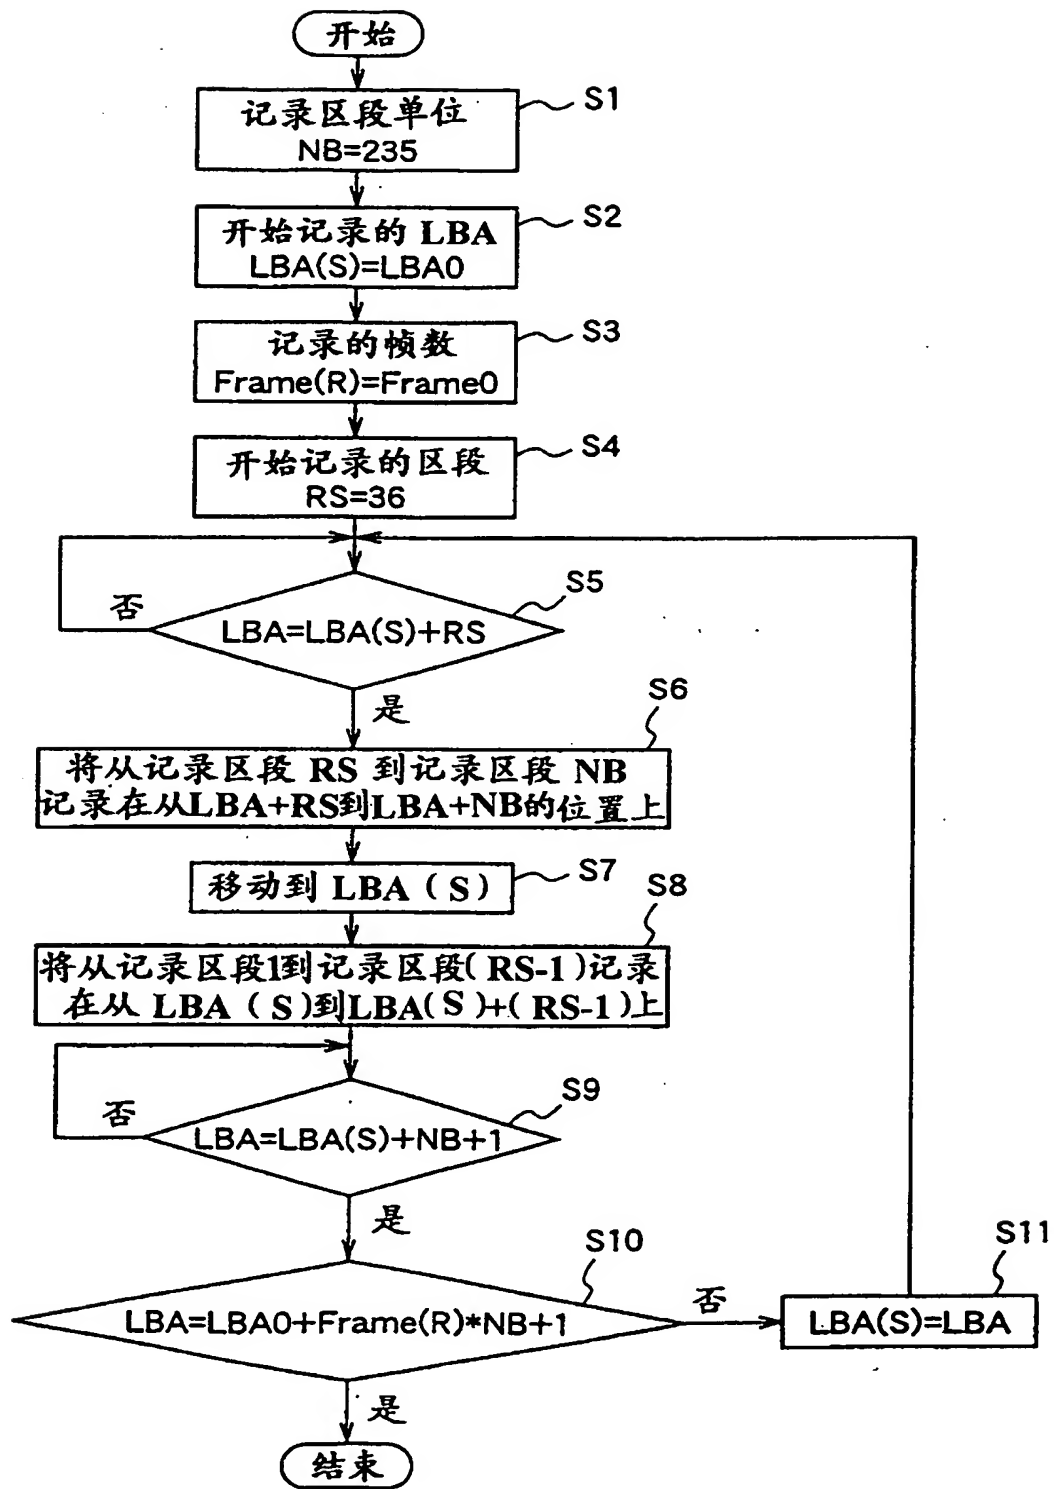 开始
记录区段单位
NB=235
S1
开始记录的 LBA
LBA(S)=LBA0
S2
记录的帧数
Frame(R)=Frame0
S3
开始记录的区段
RS=36
S4
S5
否
LBA=LBA(S)+RS
是
S6
将从记录区段 RS 到记录区段 NB
记录在从LBA+RS到LBA+NB的位置上
移动到 LBA (S)
S7
S8
将从记录区段1到记录区段(RS-1)记录
在从 LBA (S)到LBA(S)+(RS-1)上
S9
否
LBA=LBA(S)+NB+1
是
S10
LBA=LBA0+Frame(R)*NB+1
否
S11
LBA(S)=LBA
是
结束